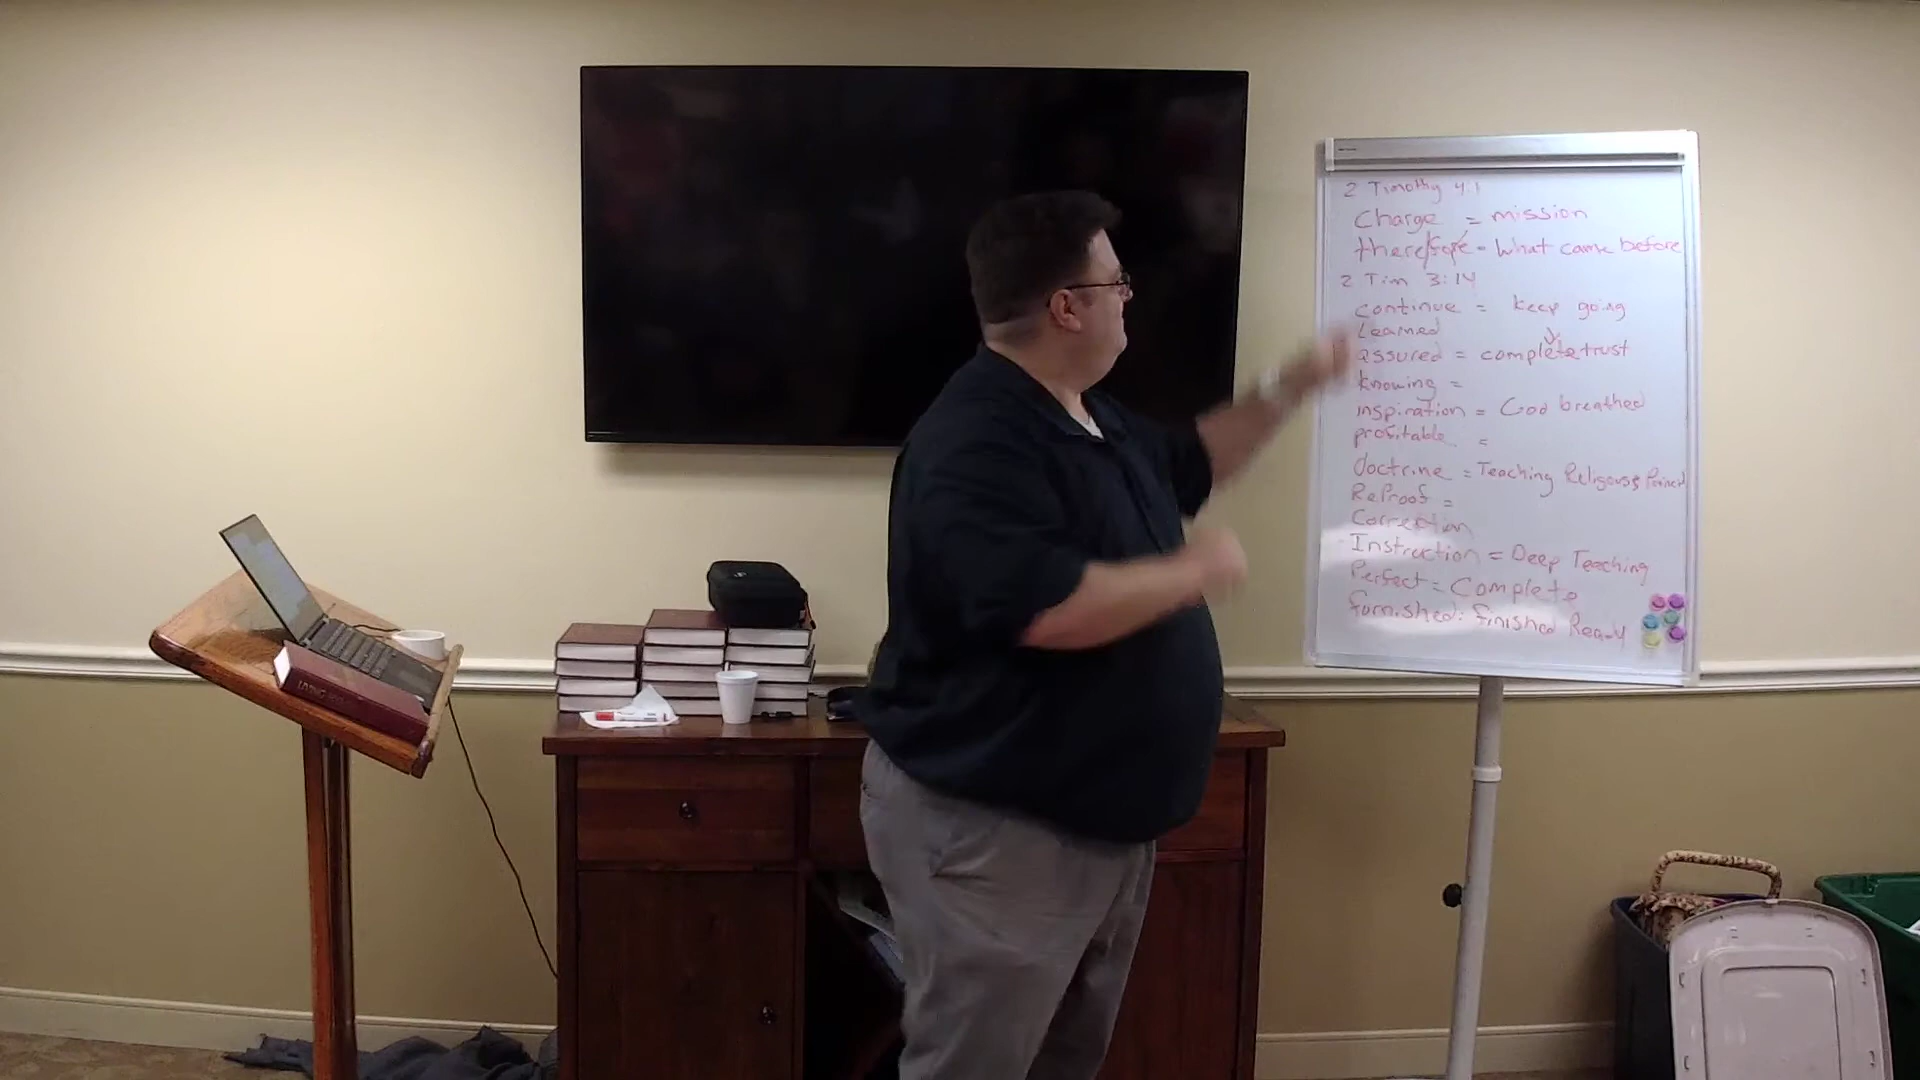 2 Timothy 4:1
Charge = mission
therefore = What came before
2 Tim 3:14
continue = keep going
Learned
assured = complete trust
knowing =
inspiration = God breathed
profitable =
doctrine = Teaching Religous
ReProof =
Correction
Instruction = Deep Teaching
Perfect = Complete
furnished: finished Ready
LIVING